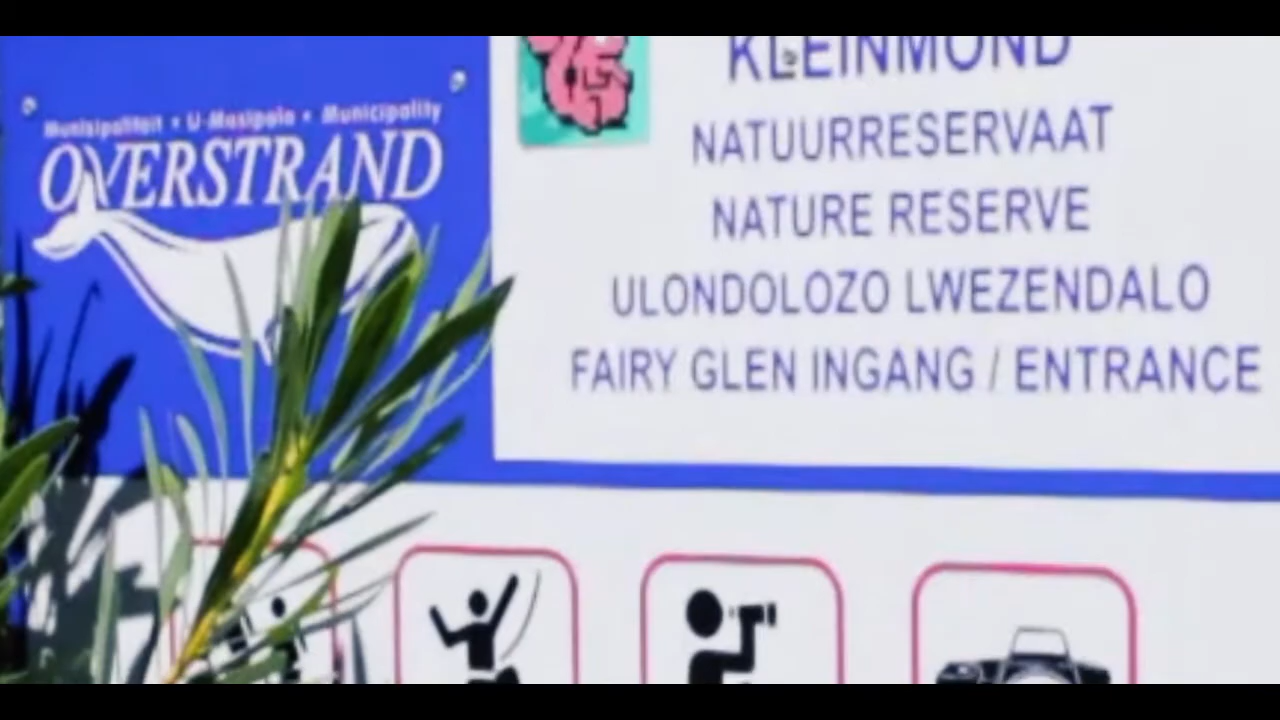 Munisipaliteit • U-Masipala • Municipality
OVERSTRAND
KLEINMOND
NATUURRESERVAAT
NATURE RESERVE
ULONDOLOZO LWEZENDALO
FAIRY GLEN INGANG / ENTRANCE